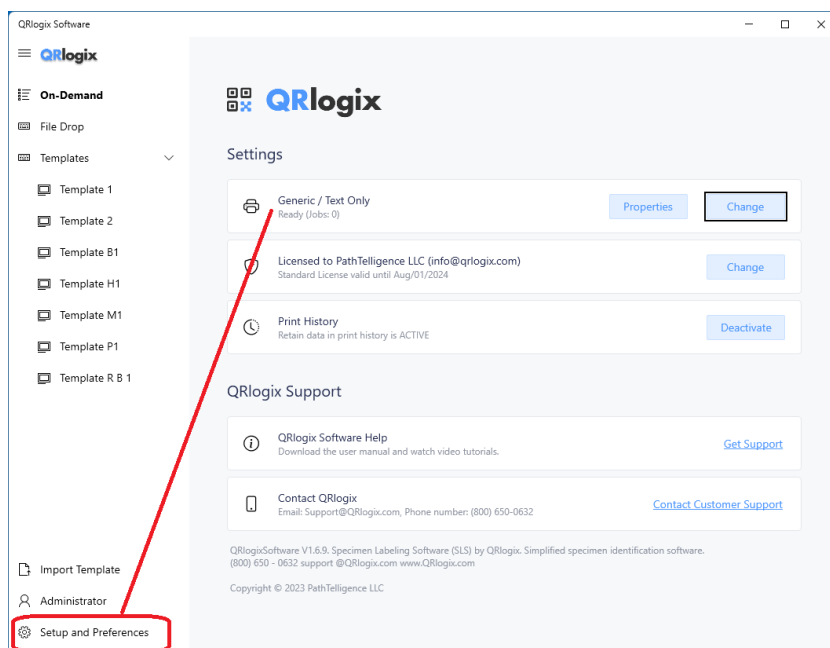 QRlogix Software
QRlogix
On-Demand
File Drop
Templates
Template 1
Template 2
Template B1
Template H1
Template M1
Template P1
Template R B 1
Import Template
Administrator
Setup and Preferences
QRlogix
Settings
Generic / Text Only
Ready (Jobs: 0)
Properties
Change
Licensed to PathTelligence LLC (info@qrlogix.com)
Standard License valid until Aug/01/2024
Change
Print History
Retain data in print history is ACTIVE
Deactivate
QRlogix Support
QRlogix Software Help
Download the user manual and watch video tutorials.
Get Support
Contact QRlogix
Email: Support@QRlogix.com, Phone number: (800) 650-0632
Contact Customer Support
QRlogixSoftware V1.6.9. Specimen Labeling Software (SLS) by QRlogix. Simplified specimen identification software.
(800) 650 - 0632 support @QRlogix.com www.QRlogix.com
Copyright © 2023 PathTelligence LLC